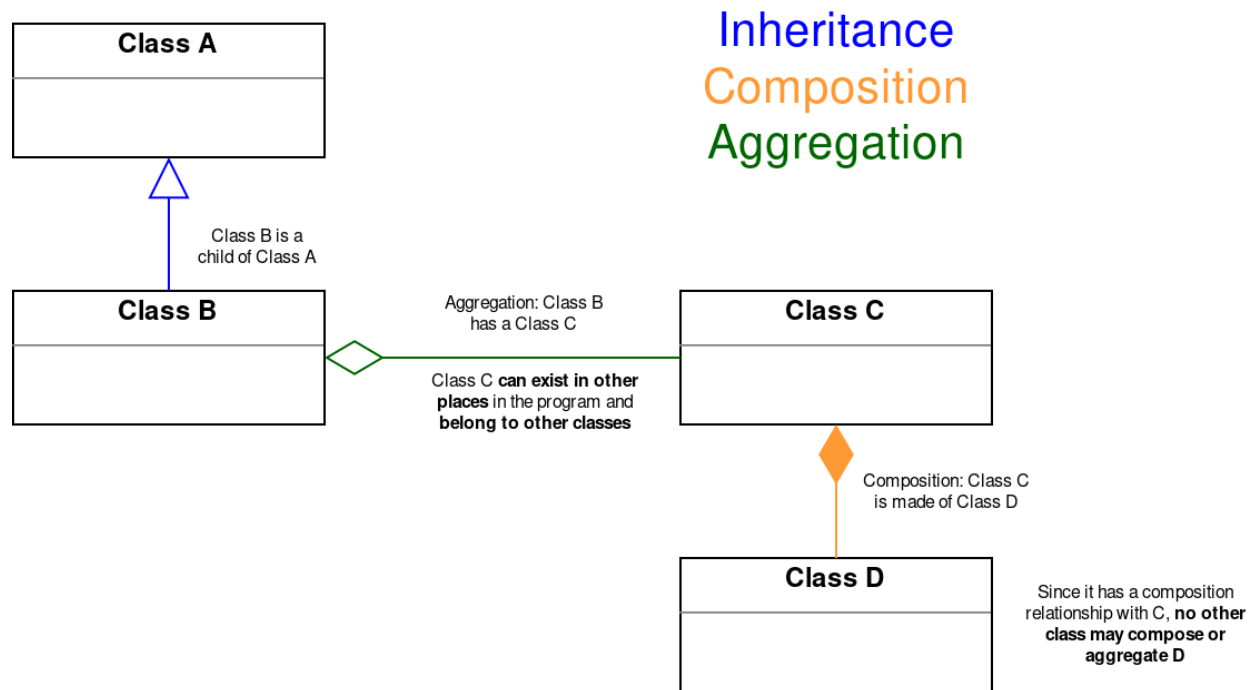 Class A
Inheritance
Composition
Aggregation
Class B is a
child of Class A
Class B
Aggregation: Class B
has a Class C
Class C can exist in other
places in the program and
belong to other classes
Class C
Composition: Class C
is made of Class D
Class D
Since it has a composition
relationship with C, no other
class may compose or
aggregate D